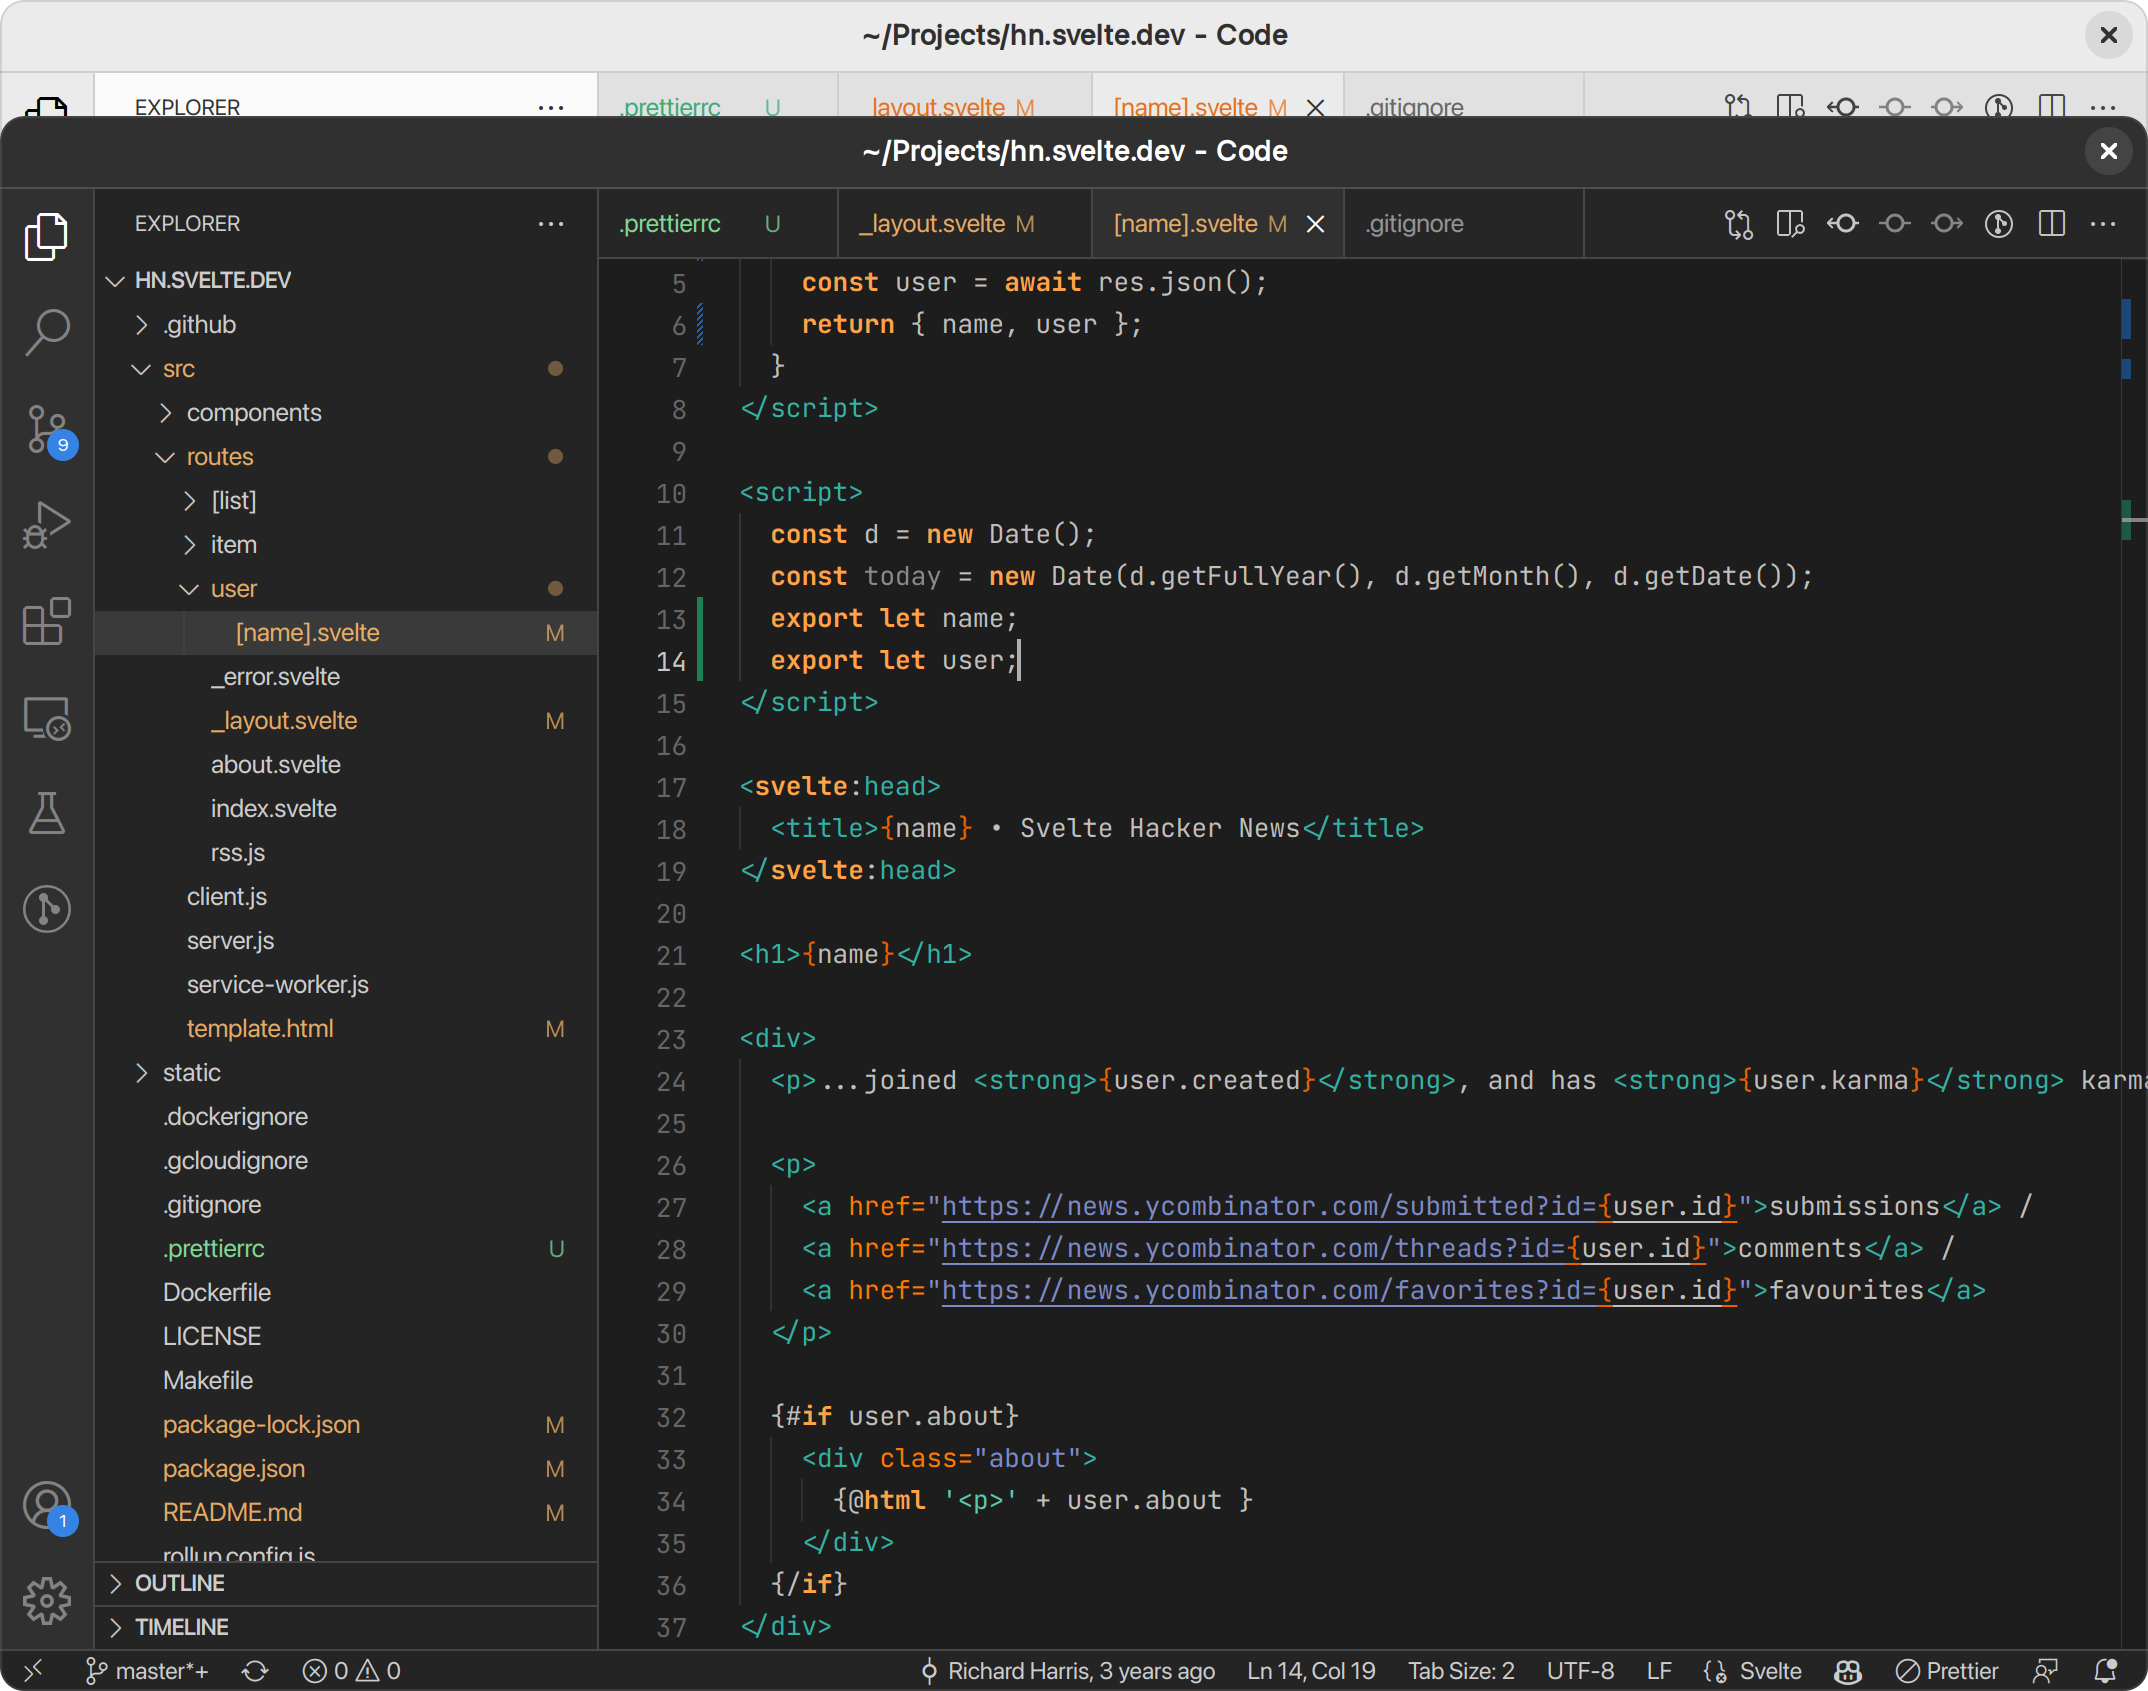 ~/Projects/hn.svelte.dev - Code
EXPLORER ··· .prettierrc U _layout.svelte M [name].svelte M .gitignore ···
~/Projects/hn.svelte.dev - Code
EXPLORER ··· .prettierrc U _layout.svelte M [name].svelte M .gitignore ···
HN.SVELTE.DEV
.github
src
components
routes
[list]
item
user
[name].svelte M
_error.svelte
_layout.svelte M
about.svelte
index.svelte
rss.js
client.js
server.js
service-worker.js
template.html M
static
.dockerignore
.gcloudignore
.gitignore
.prettierrc U
Dockerfile
LICENSE
Makefile
package-lock.json M
package.json M
README.md M
rollup.config.js
OUTLINE
TIMELINE
9
1
5 const user = await res.json();
6 return { name, user };
7 }
8 </script>
9
10 <script>
11 const d = new Date();
12 const today = new Date(d.getFullYear(), d.getMonth(), d.getDate());
13 export let name;
14 export let user;
15 </script>
16
17 <svelte:head>
18 <title>{name} • Svelte Hacker News</title>
19 </svelte:head>
20
21 <h1>{name}</h1>
22
23 <div>
24 <p>...joined <strong>{user.created}</strong>, and has <strong>{user.karma}</strong> karma
25
26 <p>
27 <a href="https://news.ycombinator.com/submitted?id={user.id}">submissions</a> /
28 <a href="https://news.ycombinator.com/threads?id={user.id}">comments</a> /
29 <a href="https://news.ycombinator.com/favorites?id={user.id}">favourites</a>
30 </p>
31
32 {#if user.about}
33 <div class="about">
34 {@html '<p>' + user.about }
35 </div>
36 {/if}
37 </div>
master*+ 0 0 Richard Harris, 3 years ago Ln 14, Col 19 Tab Size: 2 UTF-8 LF Svelte Prettier